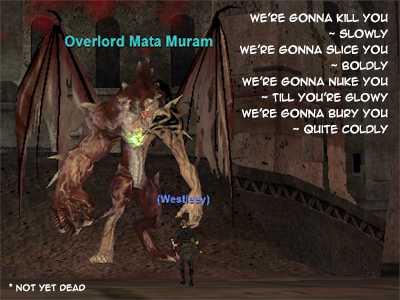 Overlord Mata Muram
WE'RE GONNA KILL YOU
~ SLOWLY
WE'RE GONNA SLICE YOU
~ BOLDLY
WE'RE GONNA NUKE YOU
~ TILL YOU'RE GLOWY
WE'RE GONNA BURY YOU
~ QUITE COLDLY
* NOT YET DEAD